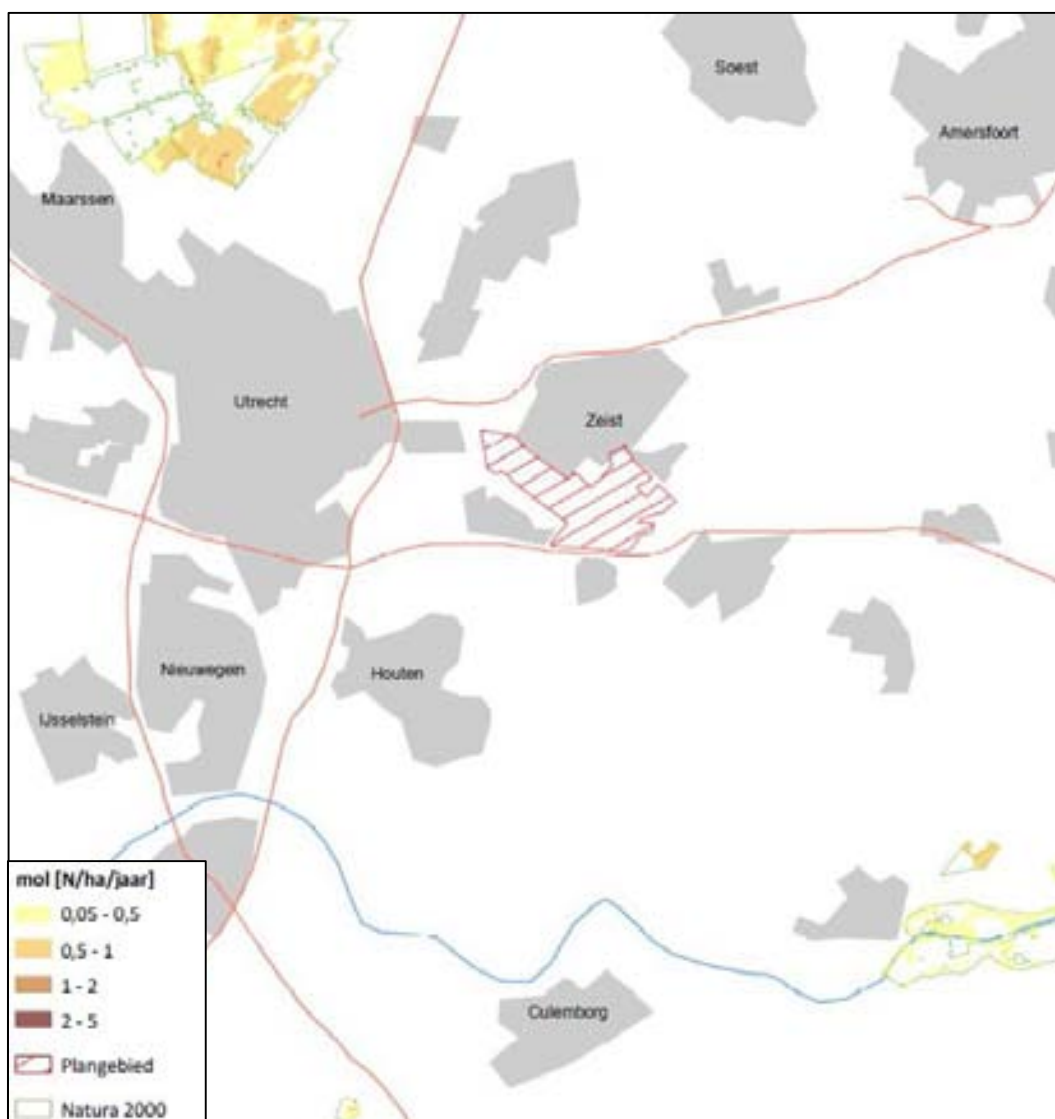 Soest
Amersfoort
Maarssen
Utrecht
Zeist
Nieuwegein
Houten
IJsselstein
Culemborg
mol [N/ha/jaar]
0,05 - 0,5
0,5 - 1
1 - 2
2 - 5
Plangebied
Natura 2000